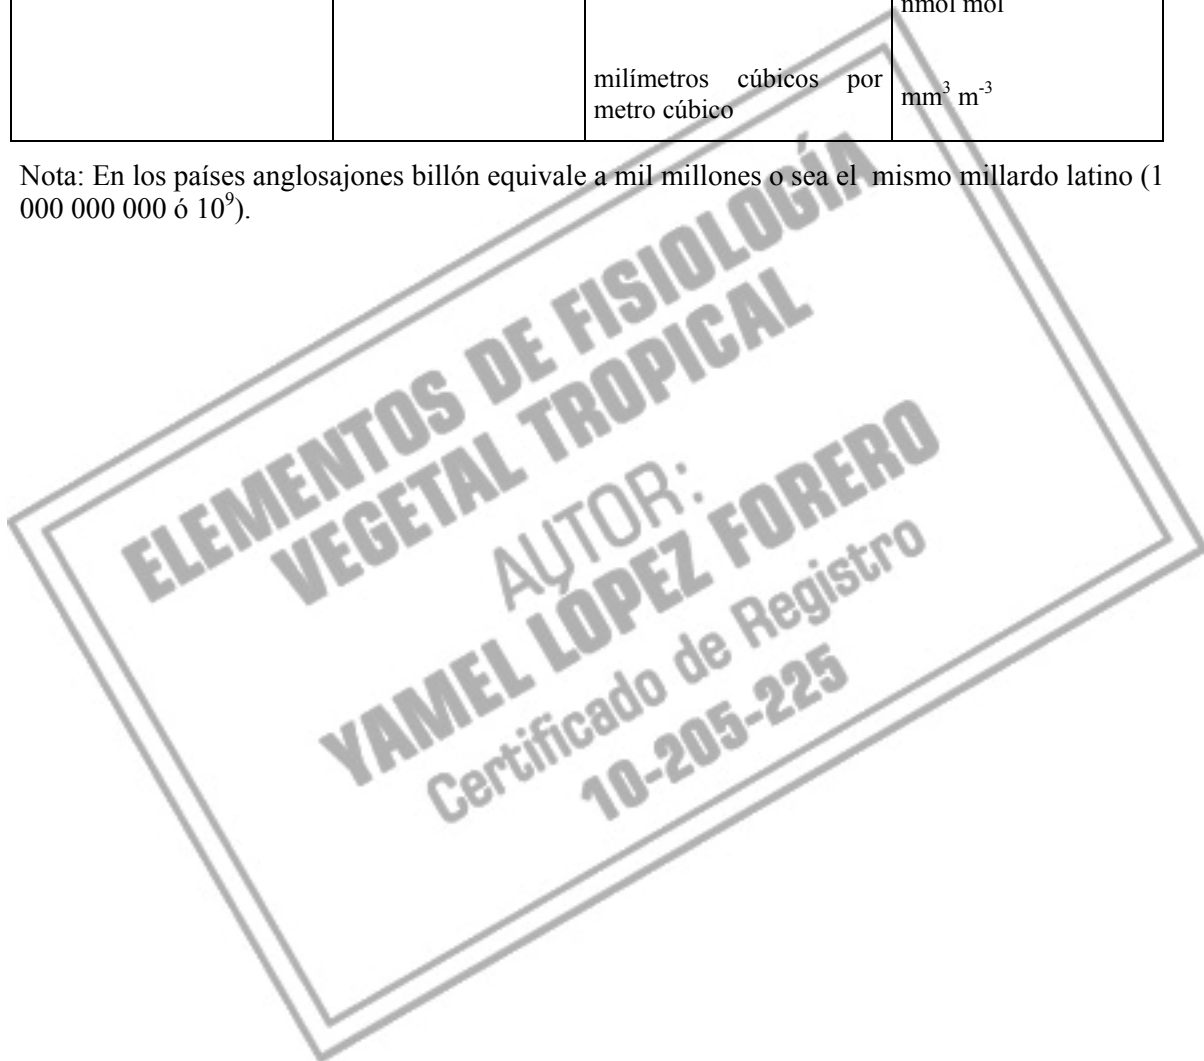 nmol mol
milímetros cúbicos por
metro cúbico
mm³ m⁻³
Nota: En los países anglosajones billón equivale a mil millones o sea el mismo millardo latino (1
000 000 000 ó 10⁹).
ELEMENTOS DE FISIOLOGÍA
VEGETAL TROPICAL
AUTOR:
YAMEL LÓPEZ FORERO
Certificado de Registro
10-205-225